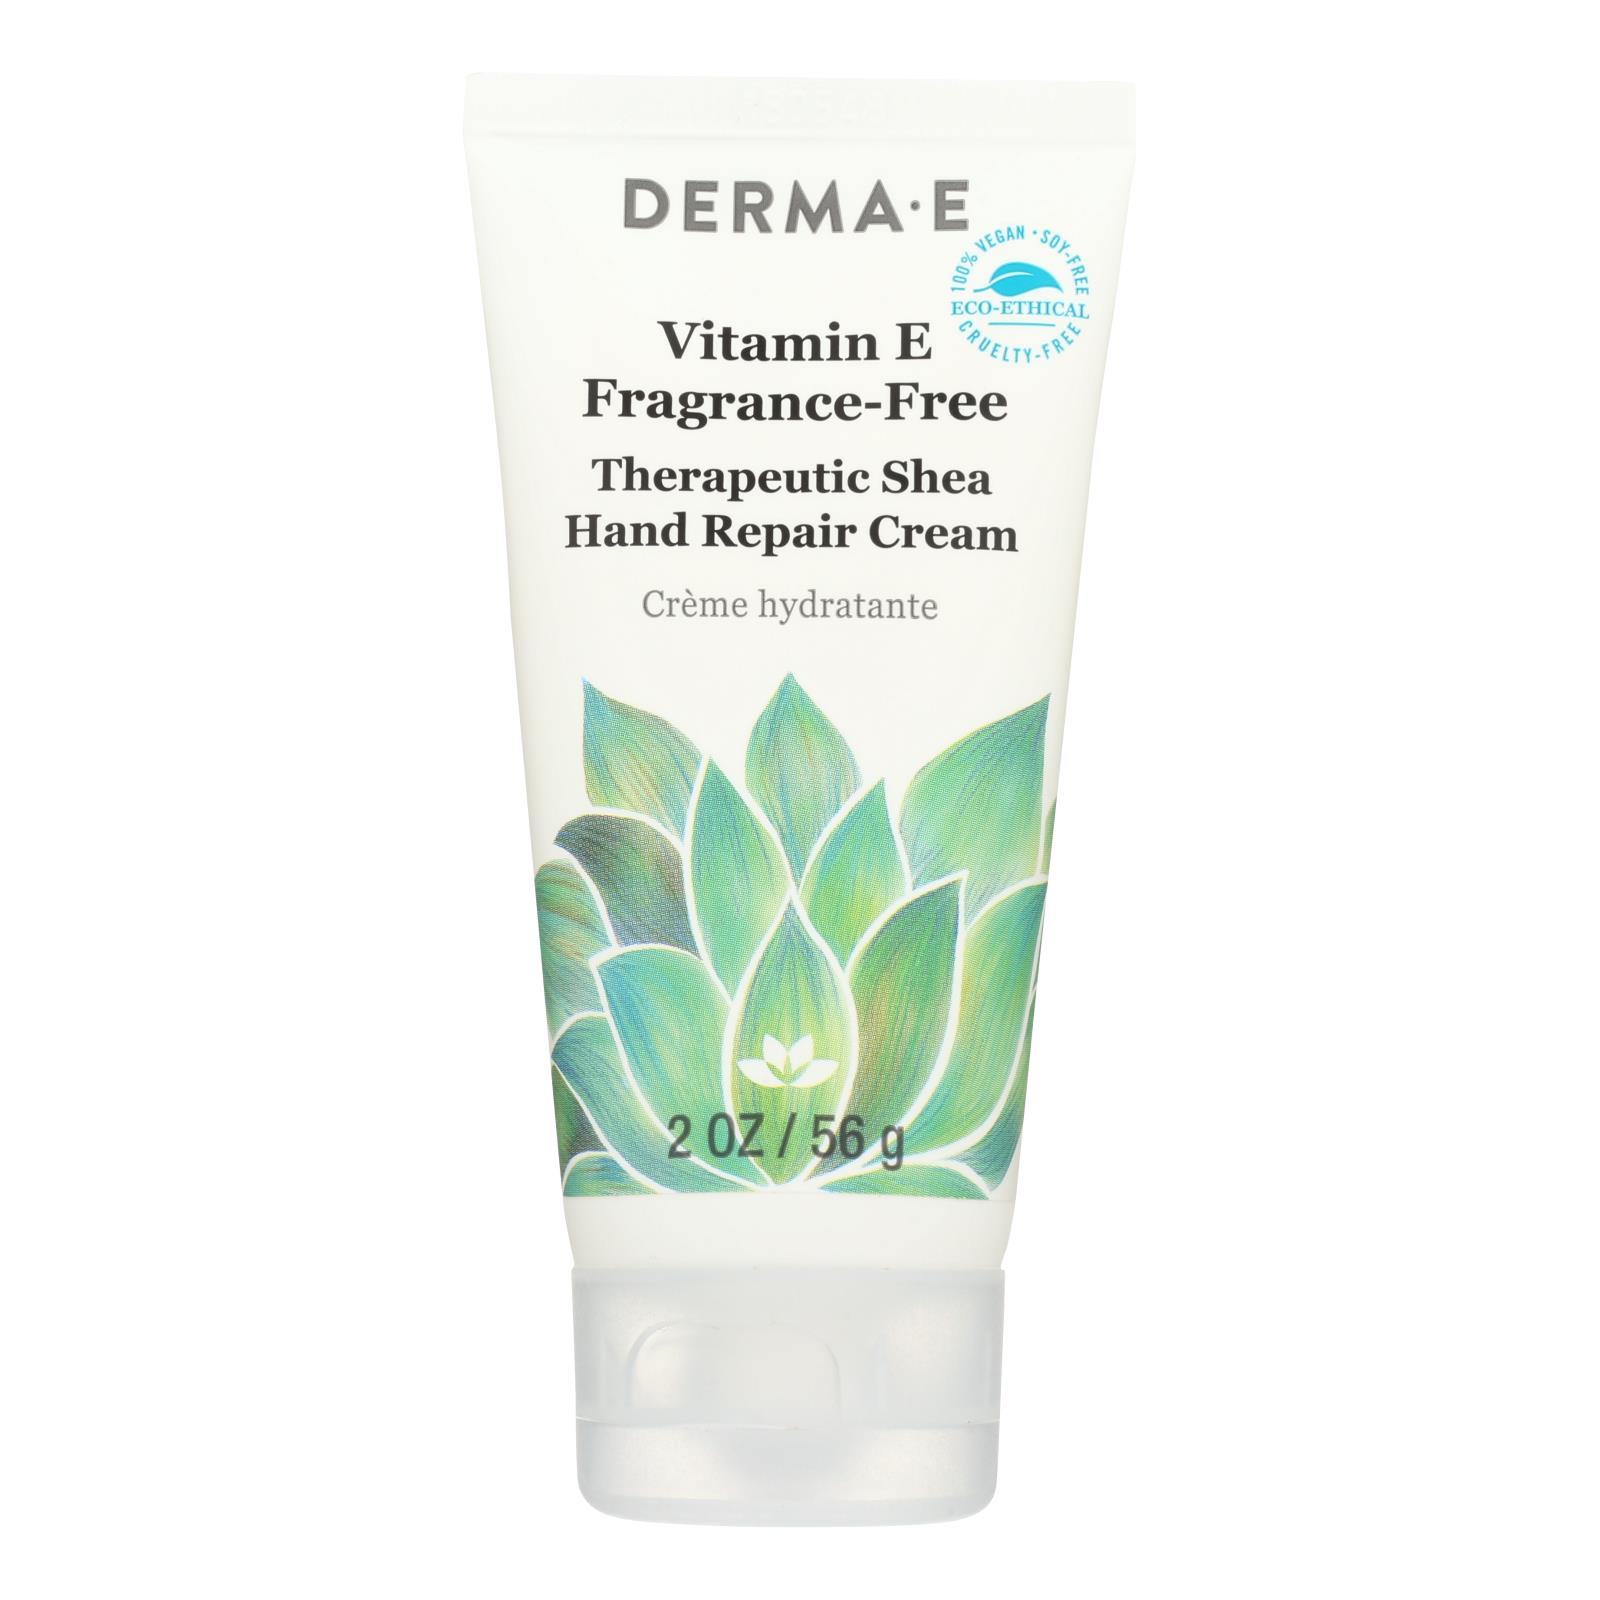 DERMA·E
100% VEGAN · SOY-FREE
ECO-ETHICAL
CRUELTY-FREE
Vitamin E
Fragrance-Free
Therapeutic Shea
Hand Repair Cream
Crème hydratante
2 OZ / 56 g